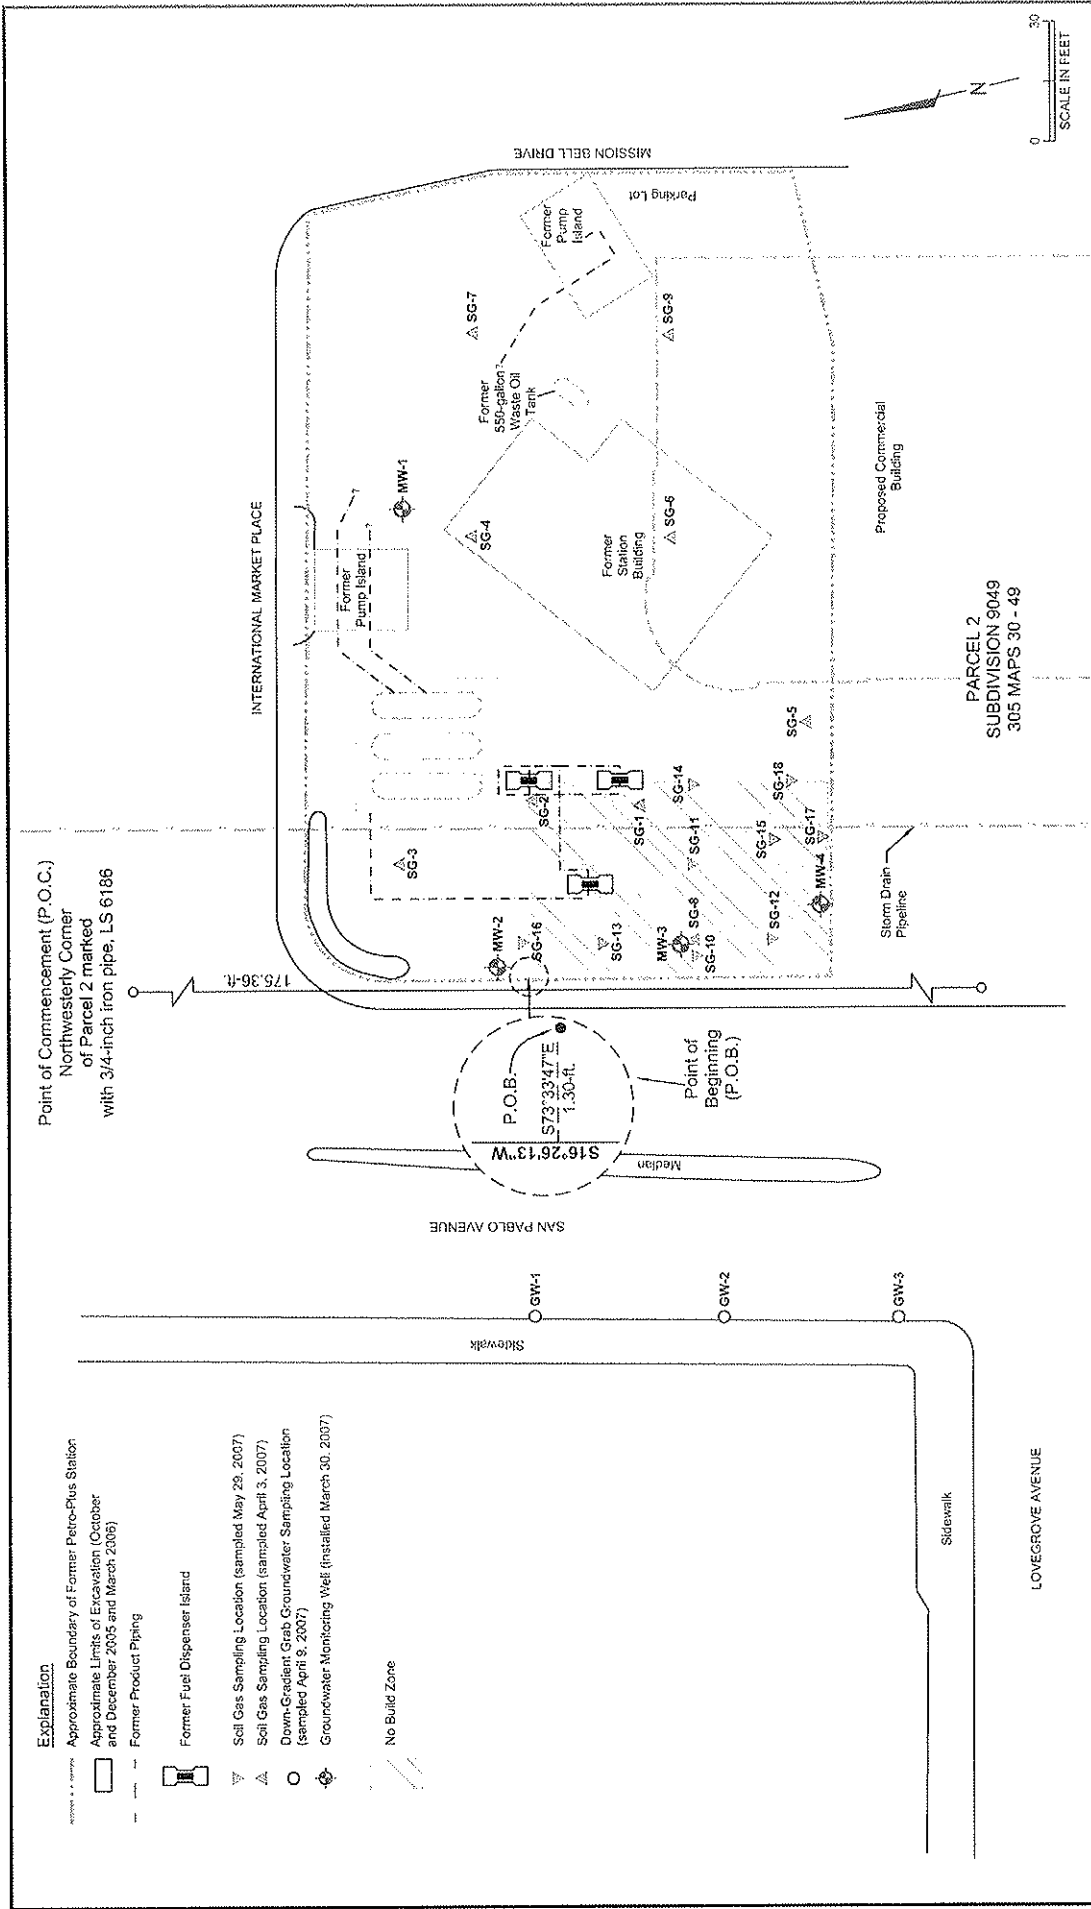 Explanation
Approximate Boundary of Former Petro-Plus Station
Approximate Limits of Excavation (October
and December 2005 and March 2006)
Former Product Piping
Former Fuel Dispenser Island
Soil Gas Sampling Location (sampled May 29, 2007)
Soil Gas Sampling Location (sampled April 3, 2007)
Down-Gradient Grab Groundwater Sampling Location
(sampled April 9, 2007)
Groundwater Monitoring Well (installed March 30, 2007)
No Build Zone
Point of Commencement (P.O.C.)
Northwesterly Corner
of Parcel 2 marked
with 3/4-inch iron pipe, LS 6186
175.36-ft.
INTERNATIONAL MARKET PLACE
MISSION BELL DRIVE
Parking Lot
Former
Pump Island
?
?
MW-1
SG-7
SG-4
Former
550-gallon
Waste Oil
Tank
?
Former
Pump
Island
SG-9
SG-6
Former
Station
Building
SG-3
SG-2
SG-1
SG-14
SG-5
SG-18
SG-11
SG-15
SG-17
MW-4
MW-2
SG-16
SG-13
MW-3
SG-8
SG-10
SG-12
Storm Drain
Pipeline
Proposed Commercial
Building
PARCEL 2
SUBDIVISION 9049
305 MAPS 30 - 49
P.O.B.
S73°33'47"E
1.30-ft.
S16°26'13"W
Point of
Beginning
(P.O.B.)
Median
SAN PABLO AVENUE
Sidewalk
GW-1
GW-2
GW-3
Sidewalk
LOVEGROVE AVENUE
N
0
30
SCALE IN FEET